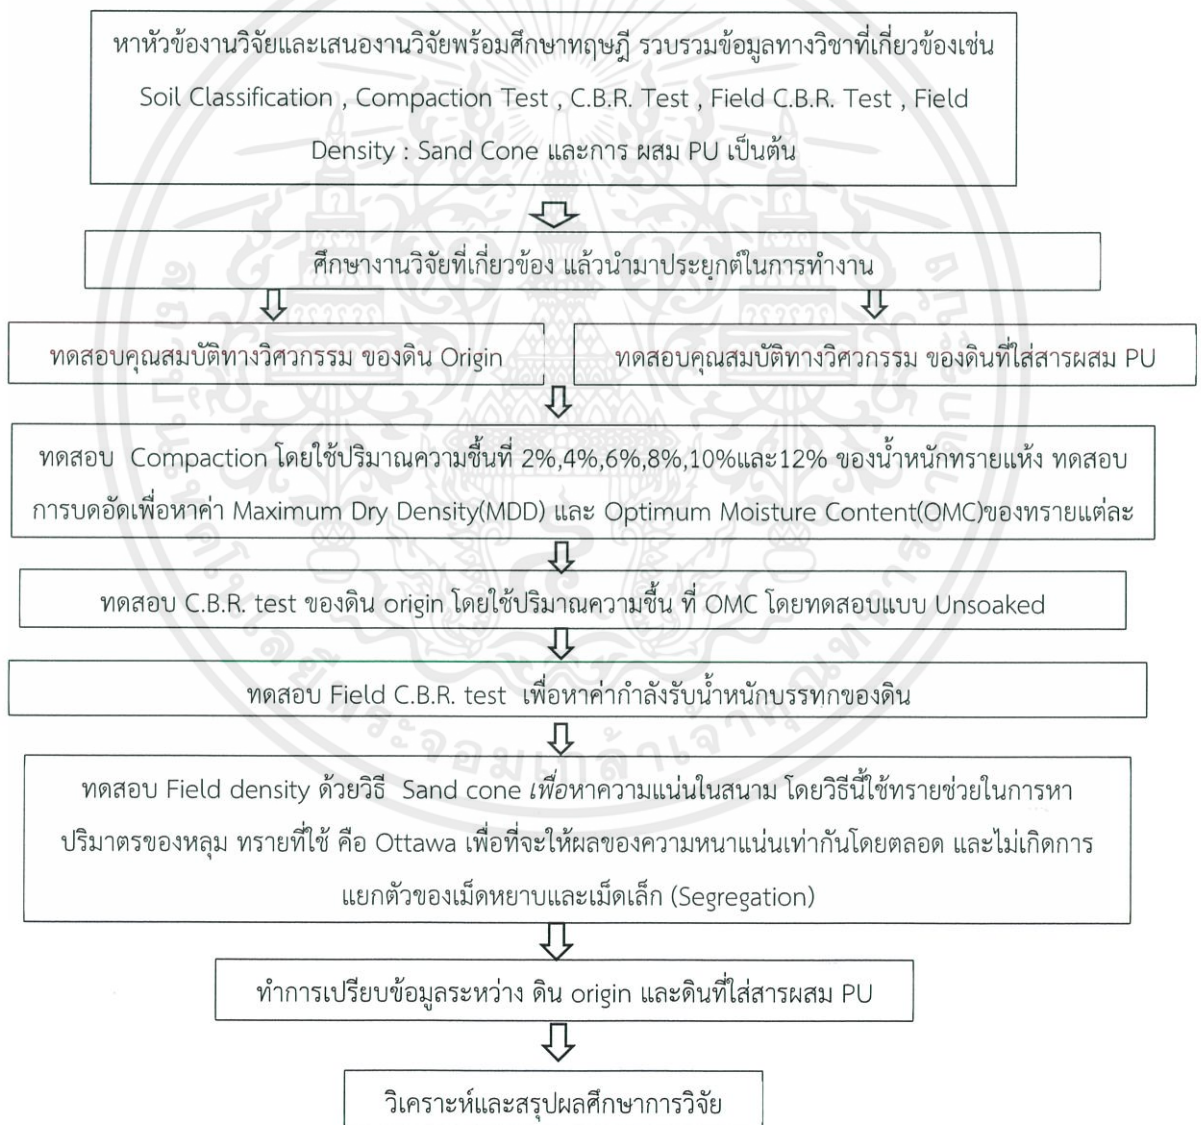 หาหัวข้องานวิจัยและเสนองานวิจัยพร้อมศึกษาทฤษฎี รวบรวมข้อมูลทางวิชาที่เกี่ยวข้องเช่น
Soil Classification , Compaction Test , C.B.R. Test , Field C.B.R. Test , Field
Density : Sand Cone และการ ผสม PU เป็นต้น
ศึกษางานวิจัยที่เกี่ยวข้อง แล้วนำมาประยุกต์ในการทำงาน
ทดสอบคุณสมบัติทางวิศวกรรม ของดิน Origin
ทดสอบคุณสมบัติทางวิศวกรรม ของดินที่ใส่สารผสม PU
ทดสอบ Compaction โดยใช้ปริมาณความชื้นที่ 2%,4%,6%,8%,10%และ12% ของน้ำหนักทรายแห้ง ทดสอบ
การบดอัดเพื่อหาค่า Maximum Dry Density(MDD) และ Optimum Moisture Content(OMC)ของทรายแต่ละ
ทดสอบ C.B.R. test ของดิน origin โดยใช้ปริมาณความชื้น ที่ OMC โดยทดสอบแบบ Unsoaked
ทดสอบ Field C.B.R. test เพื่อหาค่ากำลังรับน้ำหนักบรรทุกของดิน
ทดสอบ Field density ด้วยวิธี Sand cone เพื่อหาความแน่นในสนาม โดยวิธีนี้ใช้ทรายช่วยในการหา
ปริมาตรของหลุม ทรายที่ใช้ คือ Ottawa เพื่อที่จะให้ผลของความหนาแน่นเท่ากันโดยตลอด และไม่เกิดการ
แยกตัวของเม็ดหยาบและเม็ดเล็ก (Segregation)
ทำการเปรียบข้อมูลระหว่าง ดิน origin และดินที่ใส่สารผสม PU
วิเคราะห์และสรุปผลศึกษาการวิจัย